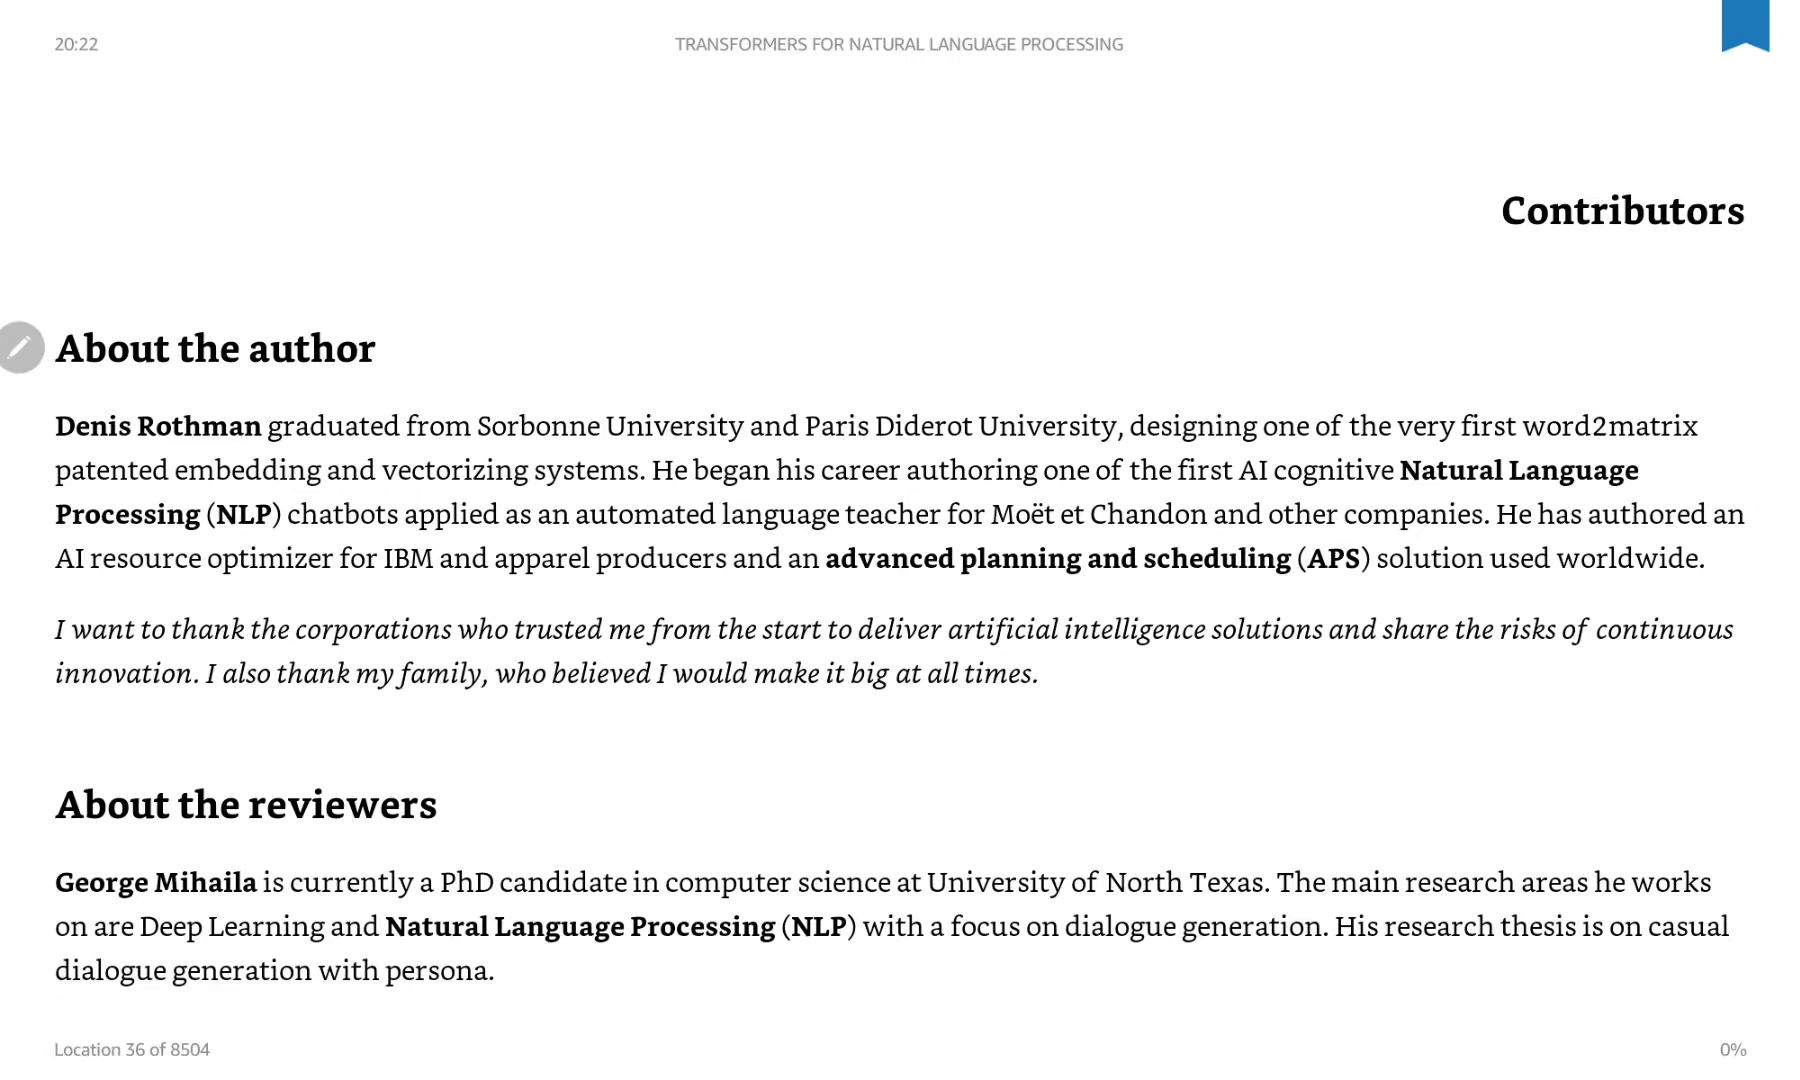 20:22
TRANSFORMERS FOR NATURAL LANGUAGE PROCESSING
Contributors
About the author
Denis Rothman graduated from Sorbonne University and Paris Diderot University, designing one of the very first word2matrix
patented embedding and vectorizing systems. He began his career authoring one of the first AI cognitive Natural Language
Processing (NLP) chatbots applied as an automated language teacher for Moët et Chandon and other companies. He has authored an
AI resource optimizer for IBM and apparel producers and an advanced planning and scheduling (APS) solution used worldwide.
I want to thank the corporations who trusted me from the start to deliver artificial intelligence solutions and share the risks of continuous
innovation. I also thank my family, who believed I would make it big at all times.
About the reviewers
George Mihaila is currently a PhD candidate in computer science at University of North Texas. The main research areas he works
on are Deep Learning and Natural Language Processing (NLP) with a focus on dialogue generation. His research thesis is on casual
dialogue generation with persona.
Location 36 of 8504
0%